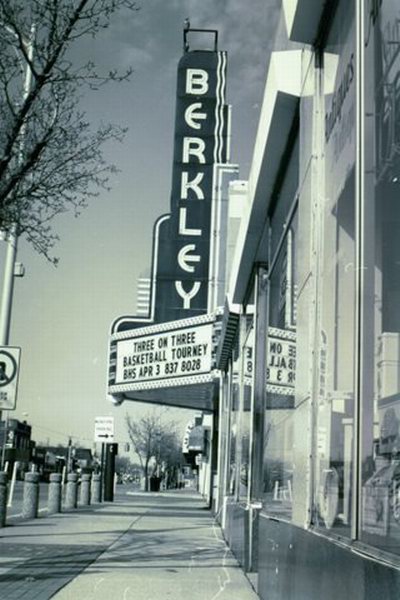 BERKLEY
THREE ON THREE
BASKETBALL TOURNEY
BHS APR 3 837 8028